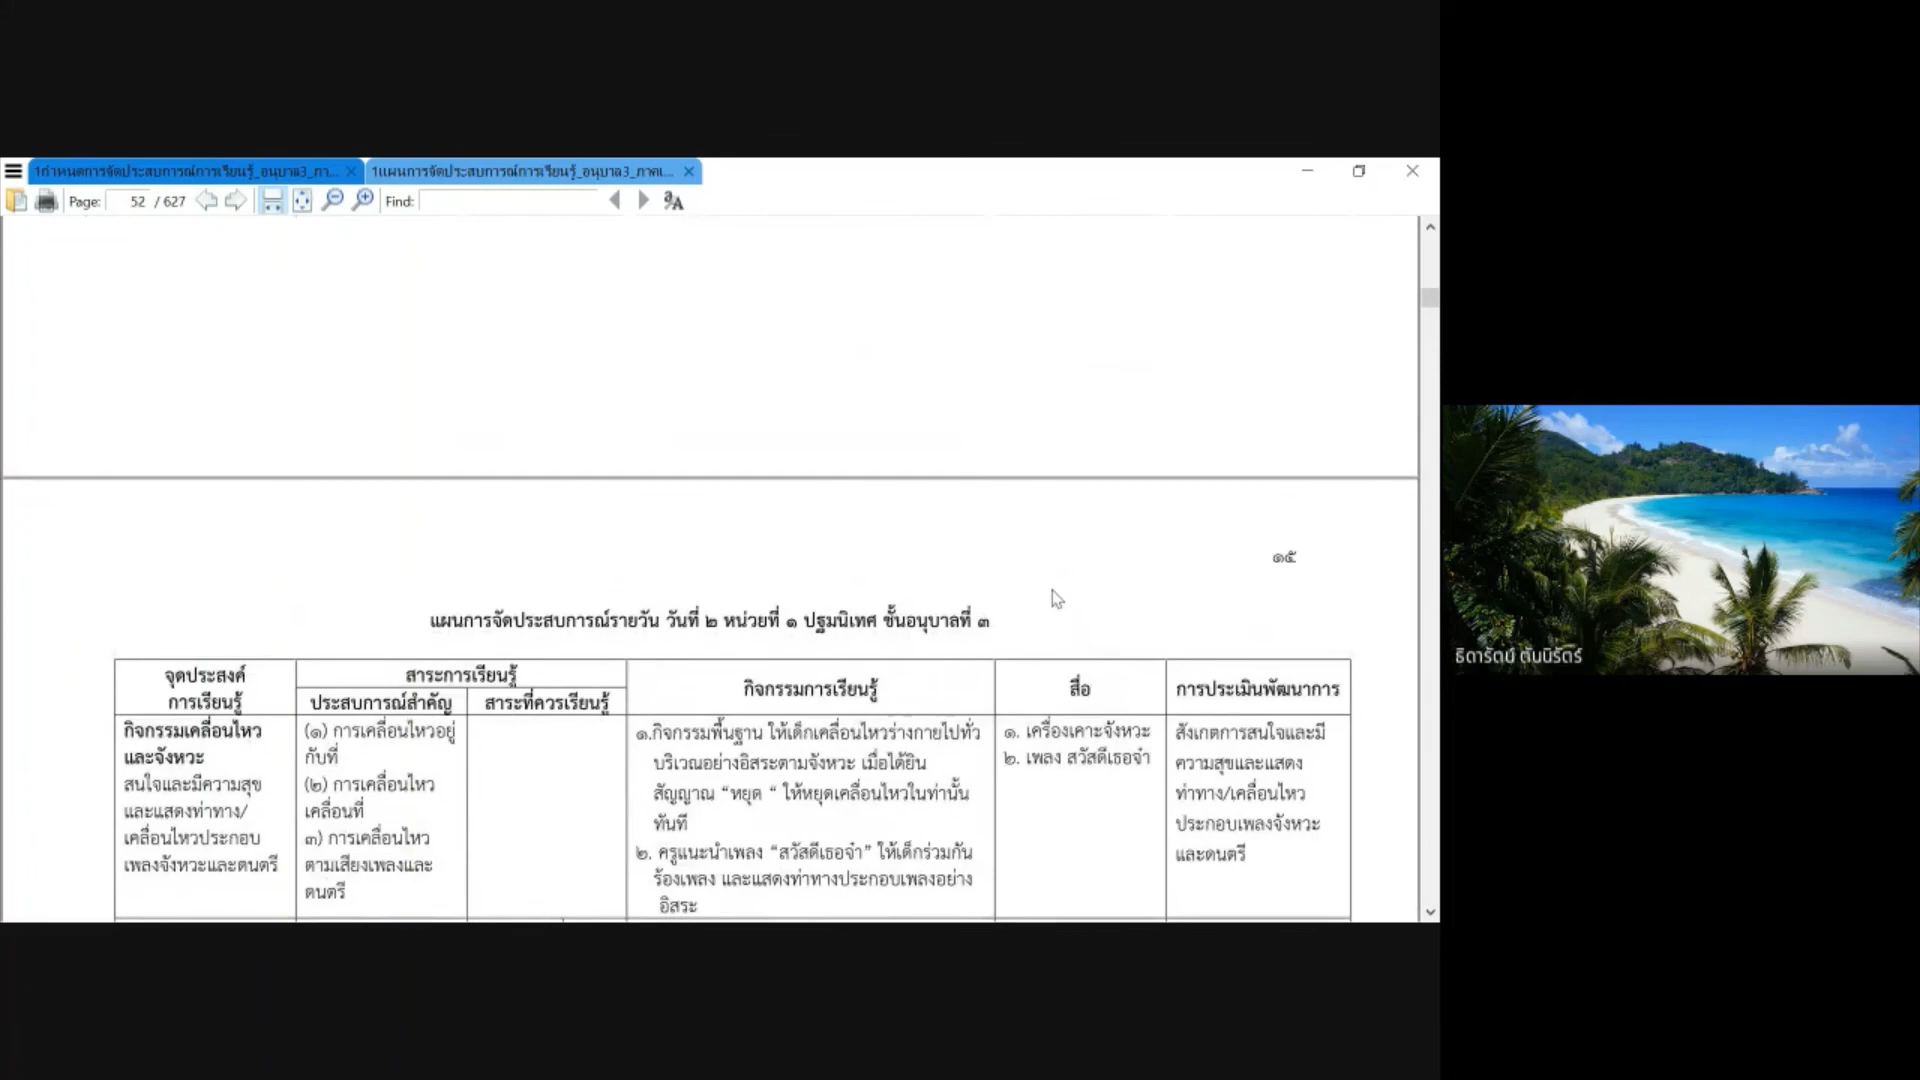 1กำหนดการจัดประสบการณ์การเรียนรู้_อนุบาล3_ภา...
1แผนการจัดประสบการณ์การเรียนรู้_อนุบาล3_ภาคเ...
Page: 52 / 627
Find:
๑๕
แผนการจัดประสบการณ์รายวัน วันที่ ๒ หน่วยที่ ๑ ปฐมนิเทศ ชั้นอนุบาลที่ ๓
จุดประสงค์
การเรียนรู้
สาระการเรียนรู้
ประสบการณ์สำคัญ
สาระที่ควรเรียนรู้
กิจกรรมการเรียนรู้
สื่อ
การประเมินพัฒนาการ
กิจกรรมเคลื่อนไหว
และจังหวะ
สนใจและมีความสุข
และแสดงท่าทาง/
เคลื่อนไหวประกอบ
เพลงจังหวะและดนตรี
(๑) การเคลื่อนไหวอยู่
กับที่
(๒) การเคลื่อนไหว
เคลื่อนที่
๓) การเคลื่อนไหว
ตามเสียงเพลงและ
ดนตรี
๑.กิจกรรมพื้นฐาน ให้เด็กเคลื่อนไหวร่างกายไปทั่ว
บริเวณอย่างอิสระตามจังหวะ เมื่อได้ยิน
สัญญาณ “หยุด “ ให้หยุดเคลื่อนไหวในท่านั้น
ทันที
๒. ครูแนะนำเพลง “สวัสดีเธอจ๋า” ให้เด็กร่วมกัน
ร้องเพลง และแสดงท่าทางประกอบเพลงอย่าง
อิสระ
๑. เครื่องเคาะจังหวะ
๒. เพลง สวัสดีเธอจ๋า
สังเกตการสนใจและมี
ความสุขและแสดง
ท่าทาง/เคลื่อนไหว
ประกอบเพลงจังหวะ
และดนตรี
ธิดารัตน์ ตันนิรัตร์